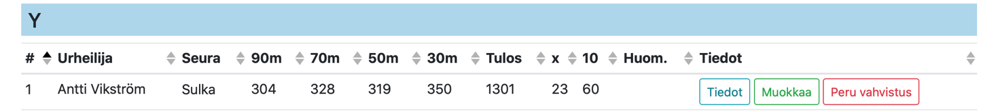 Y
# Urheilija Seura 90m 70m 50m 30m Tulos x 10 Huom. Tiedot
1 Antti Vikström Sulka 304 328 319 350 1301 23 60 Tiedot Muokkaa Peru vahvistus